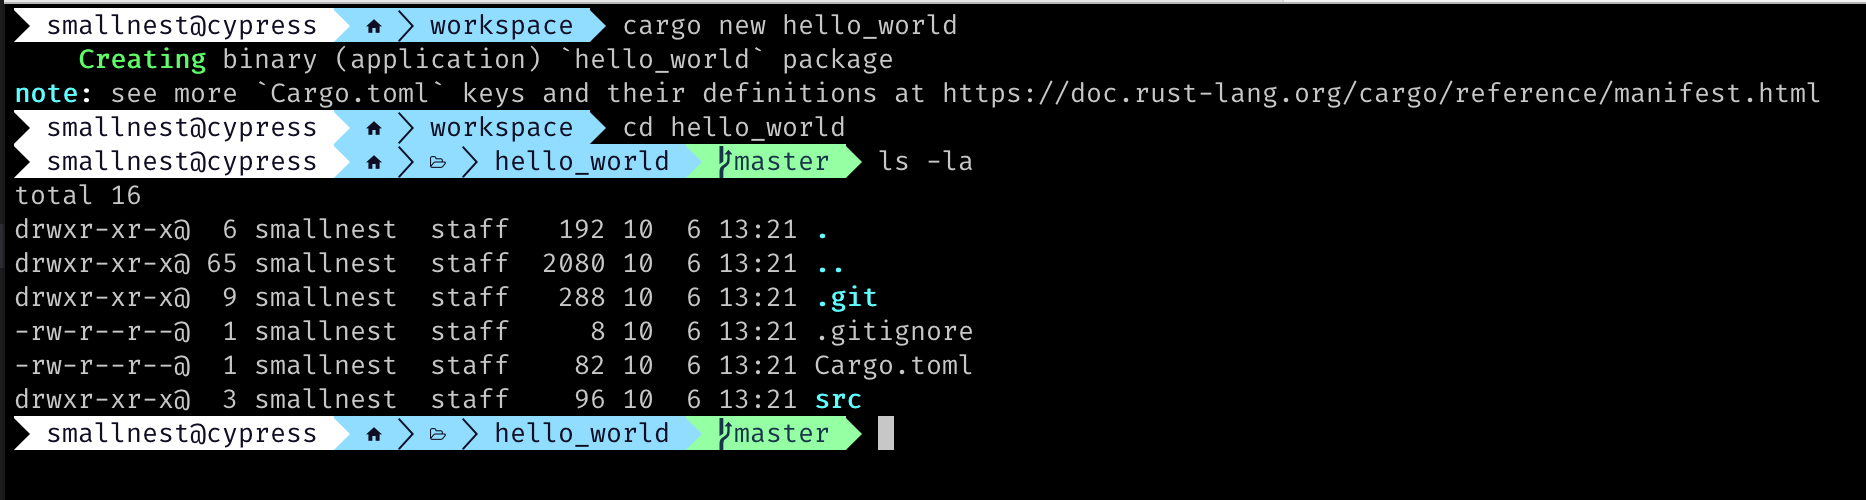 smallnest@cypress workspace cargo new hello_world
Creating binary (application) `hello_world` package
note: see more `Cargo.toml` keys and their definitions at https://doc.rust-lang.org/cargo/reference/manifest.html
smallnest@cypress workspace cd hello_world
smallnest@cypress hello_world master ls -la
total 16
drwxr-xr-x@  6 smallnest  staff   192 10  6 13:21 .
drwxr-xr-x@ 65 smallnest  staff  2080 10  6 13:21 ..
drwxr-xr-x@  9 smallnest  staff   288 10  6 13:21 .git
-rw-r--r--@  1 smallnest  staff     8 10  6 13:21 .gitignore
-rw-r--r--@  1 smallnest  staff    82 10  6 13:21 Cargo.toml
drwxr-xr-x@  3 smallnest  staff    96 10  6 13:21 src
smallnest@cypress hello_world master